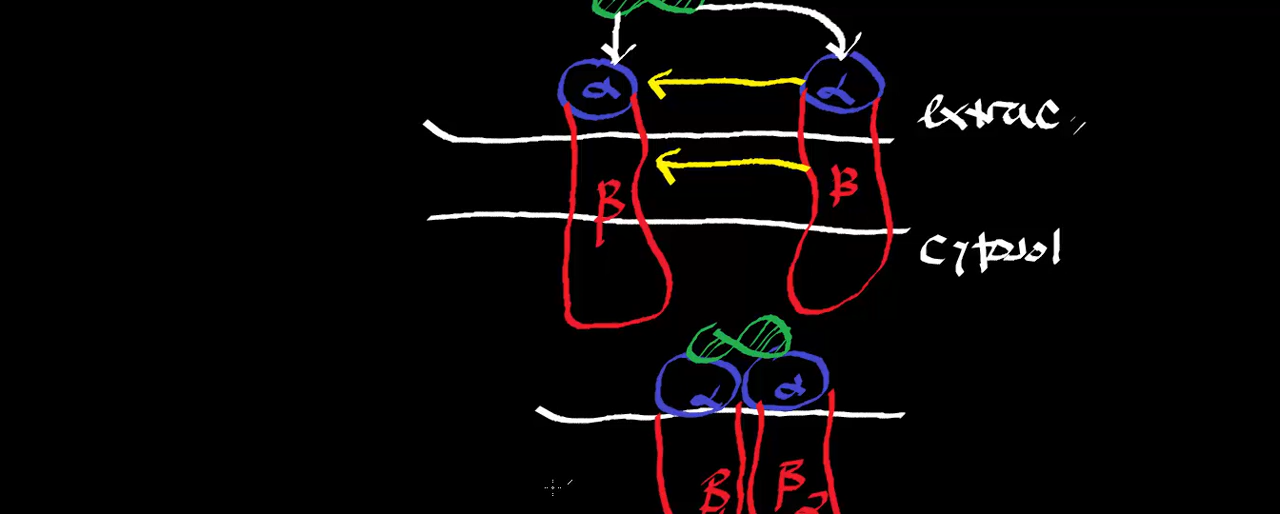 α α
extrac
β β
cytosol
α α
β β2